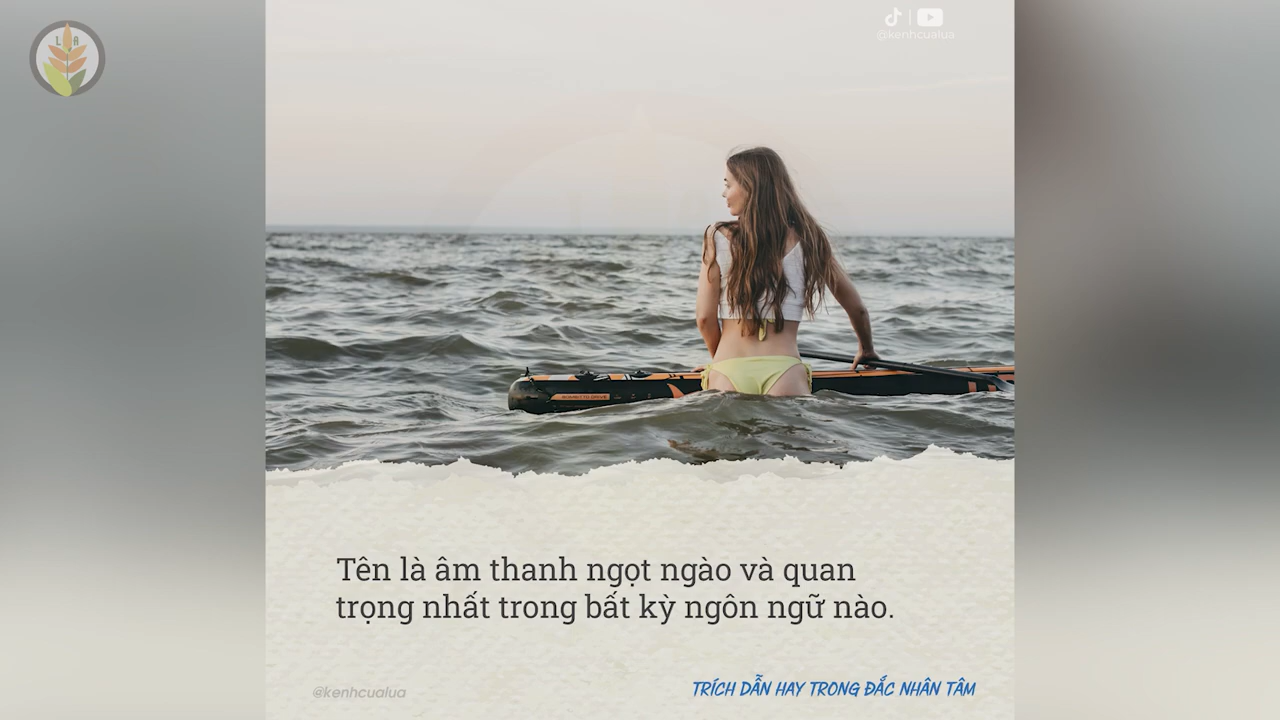 L A
@kenhcualua
Tên là âm thanh ngọt ngào và quan
trọng nhất trong bất kỳ ngôn ngữ nào.
@kenhcualua
TRÍCH DẪN HAY TRONG ĐẮC NHÂN TÂM